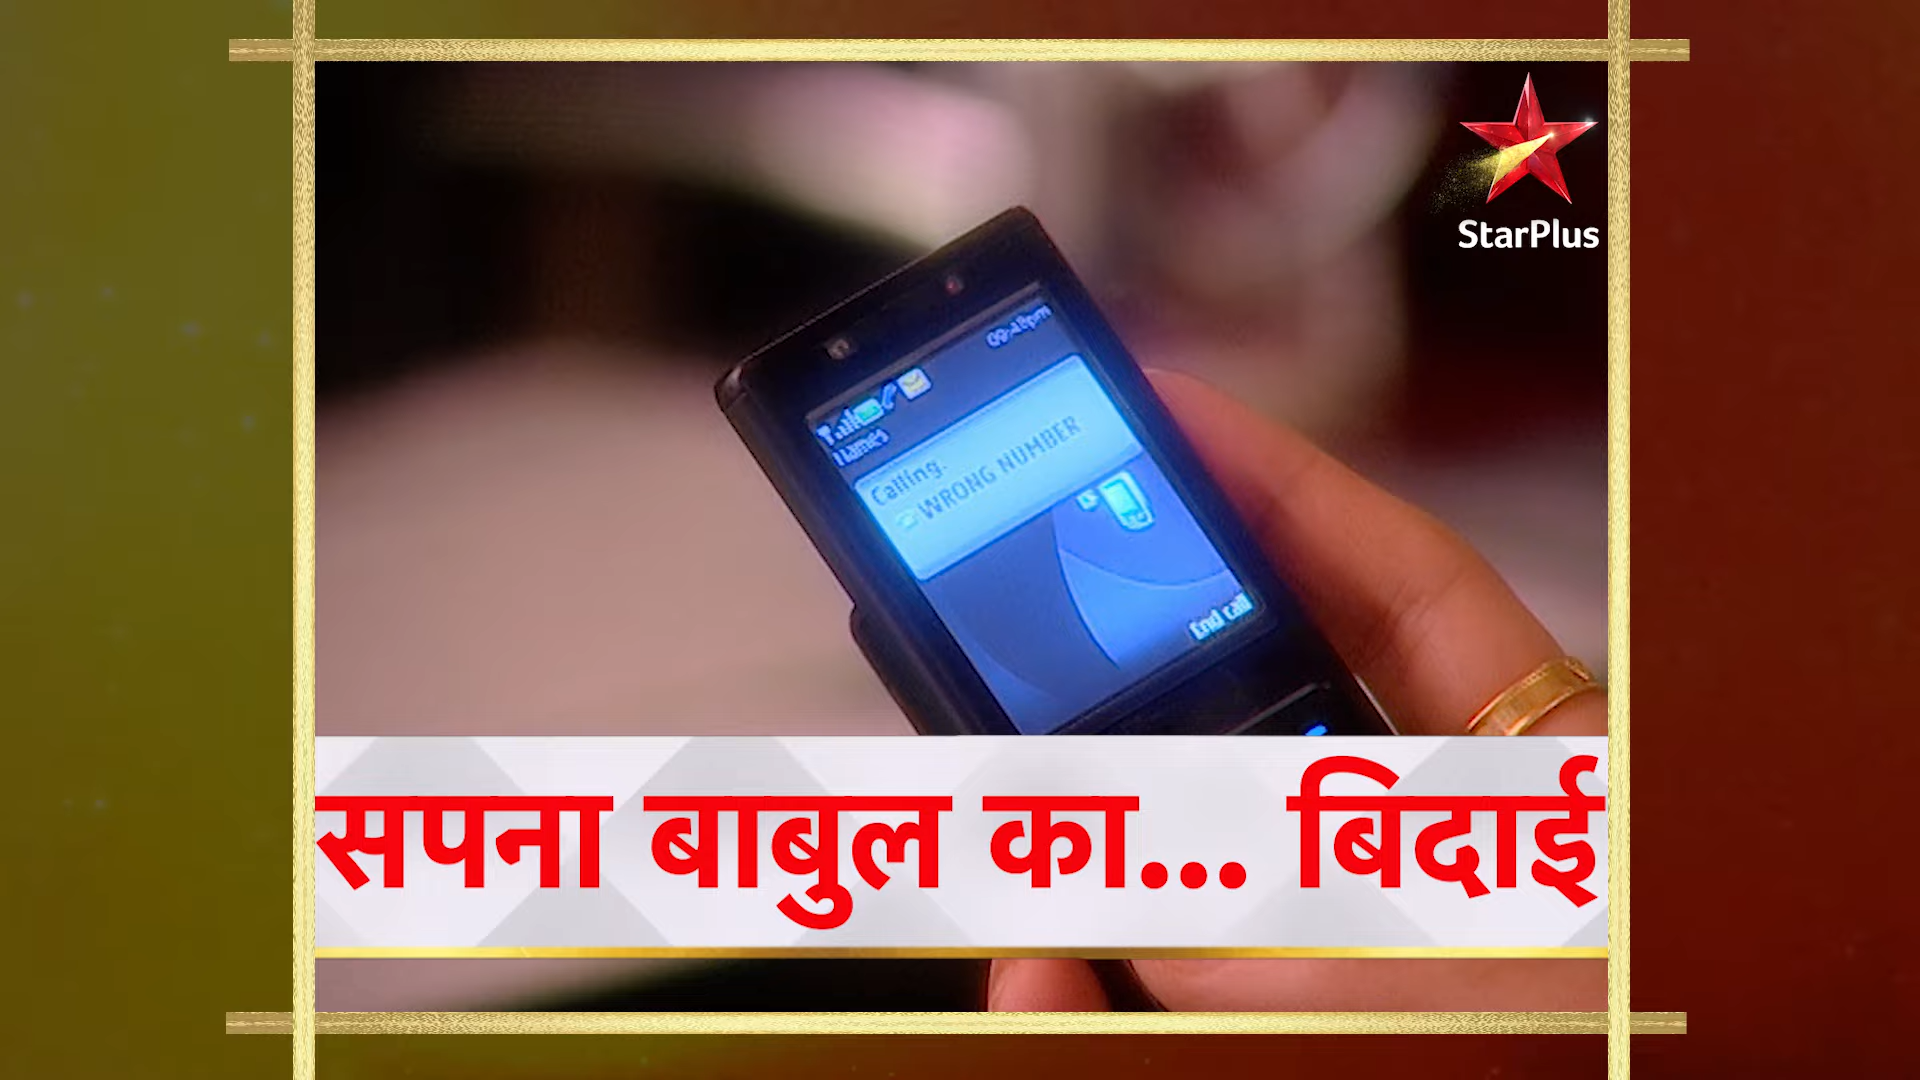 StarPlus
Calling.
WRONG NUMBER
End call
सपना बाबुल का... बिदाई